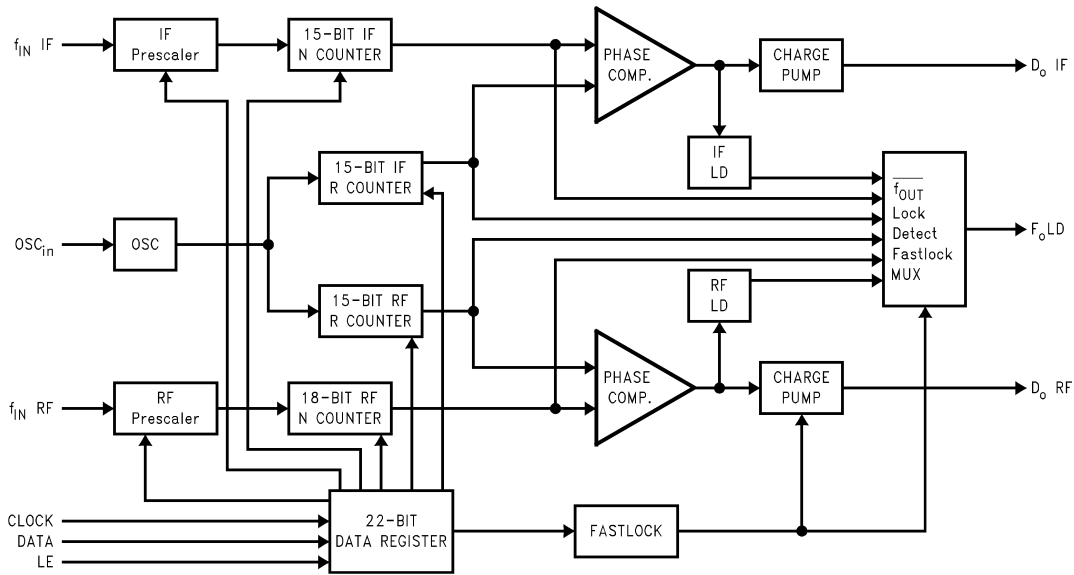 f_IN IF
IF
Prescaler
15-BIT IF
N COUNTER
PHASE
COMP.
CHARGE
PUMP
D_o IF
15-BIT IF
R COUNTER
IF
LD
f_OUT
Lock
Detect
Fastlock
MUX
F_oLD
OSC_in
OSC
15-BIT RF
R COUNTER
RF
LD
f_IN RF
RF
Prescaler
18-BIT RF
N COUNTER
PHASE
COMP.
CHARGE
PUMP
D_o RF
CLOCK
DATA
LE
22-BIT
DATA REGISTER
FASTLOCK